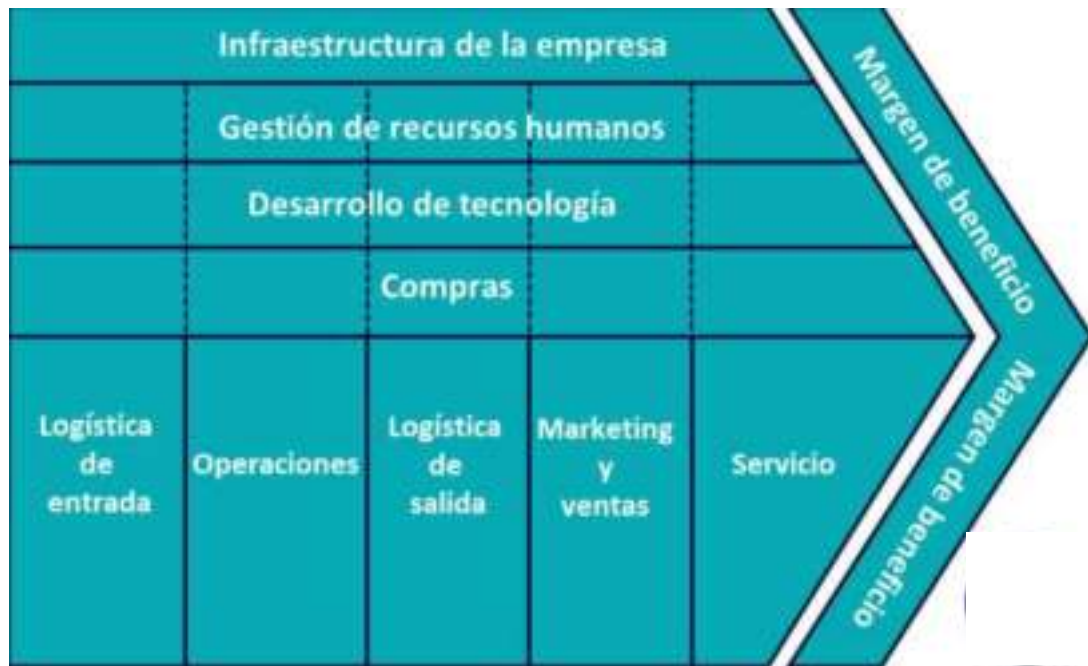 Infraestructura de la empresa
Gestión de recursos humanos
Desarrollo de tecnología
Compras
Logística
de
entrada
Operaciones
Logística
de
salida
Marketing
y
ventas
Servicio
Margen de beneficio
Margen de beneficio